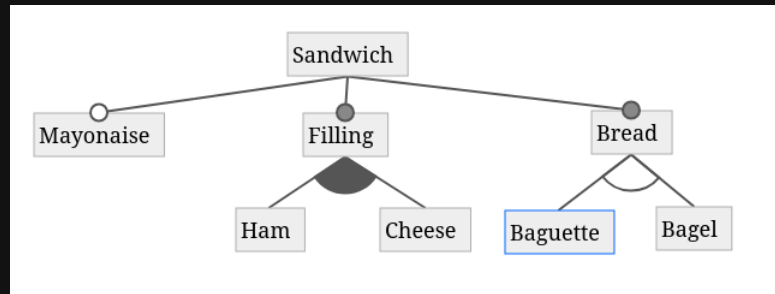 Sandwich
Mayonaise
Filling
Bread
Ham
Cheese
Baguette
Bagel